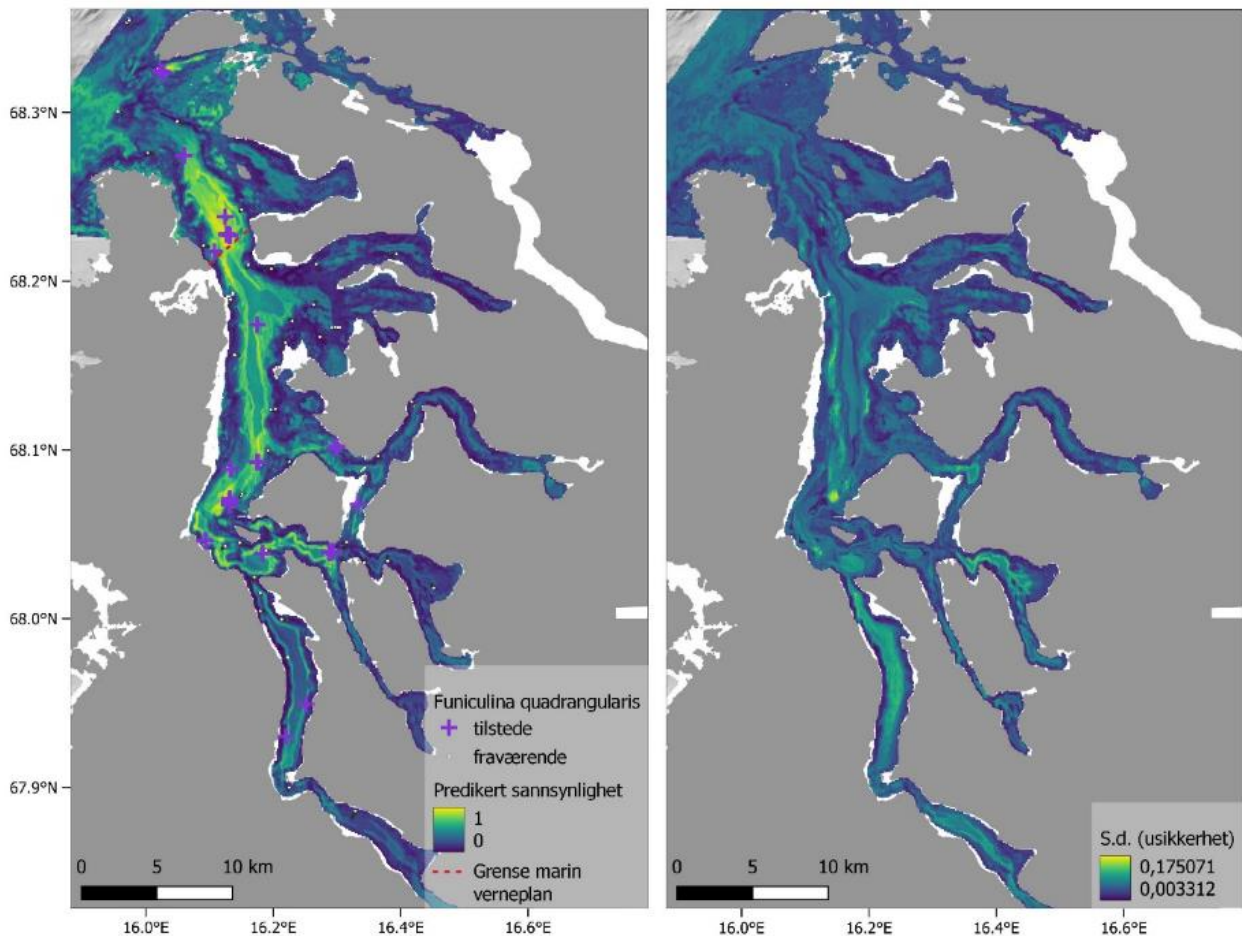 68.3°N
68.2°N
68.1°N
68.0°N
67.9°N
Funiculina quadrangularis
tilstede
fraværende
Predikert sannsynlighet
1
0
Grense marin
verneplan
0 5 10 km
16.0°E 16.2°E 16.4°E 16.6°E
0 5 10 km
S.d. (usikkerhet)
0,175071
0,003312
16.0°E 16.2°E 16.4°E 16.6°E